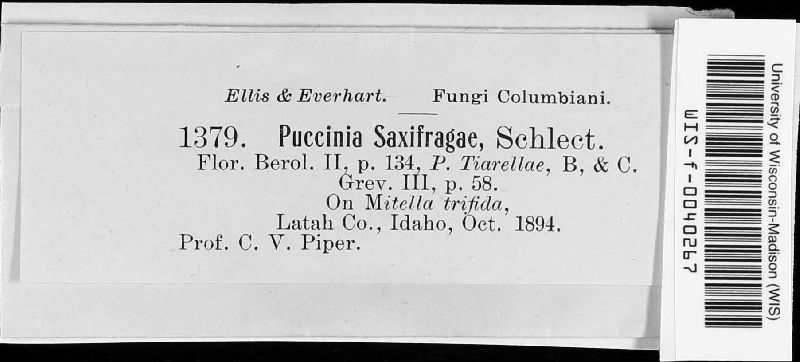 Ellis & Everhart. Fungi Columbiani.
1379. Puccinia Saxifragae, Schlect.
Flor. Berol. II, p. 134, P. Tiarellae, B, & C.
Grev. III, p. 58.
On Mitella trifida,
Latah Co., Idaho, Oct. 1894.
Prof. C. V. Piper.
University of Wisconsin-Madison (WIS)
WIS-f-0040267